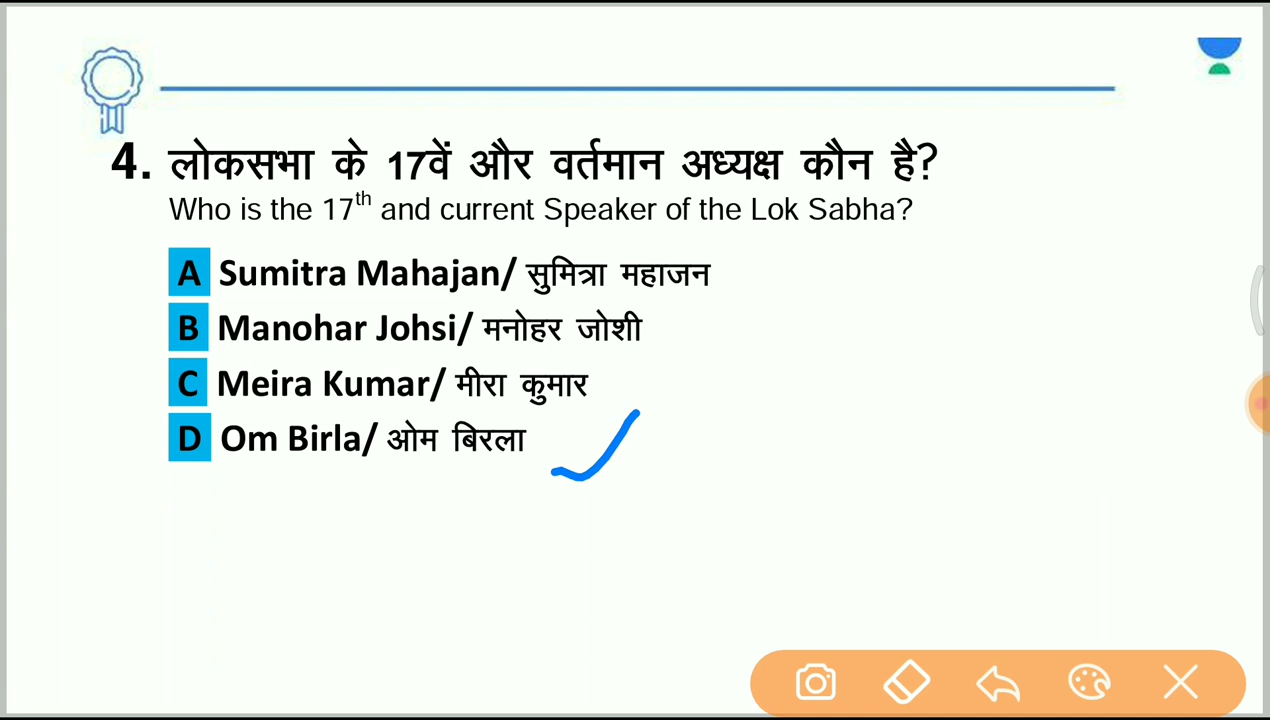 4. लोकसभा के 17वें और वर्तमान अध्यक्ष कौन है?
Who is the 17th and current Speaker of the Lok Sabha?
A Sumitra Mahajan/ सुमित्रा महाजन
B Manohar Johsi/ मनोहर जोशी
C Meira Kumar/ मीरा कुमार
D Om Birla/ ओम बिरला